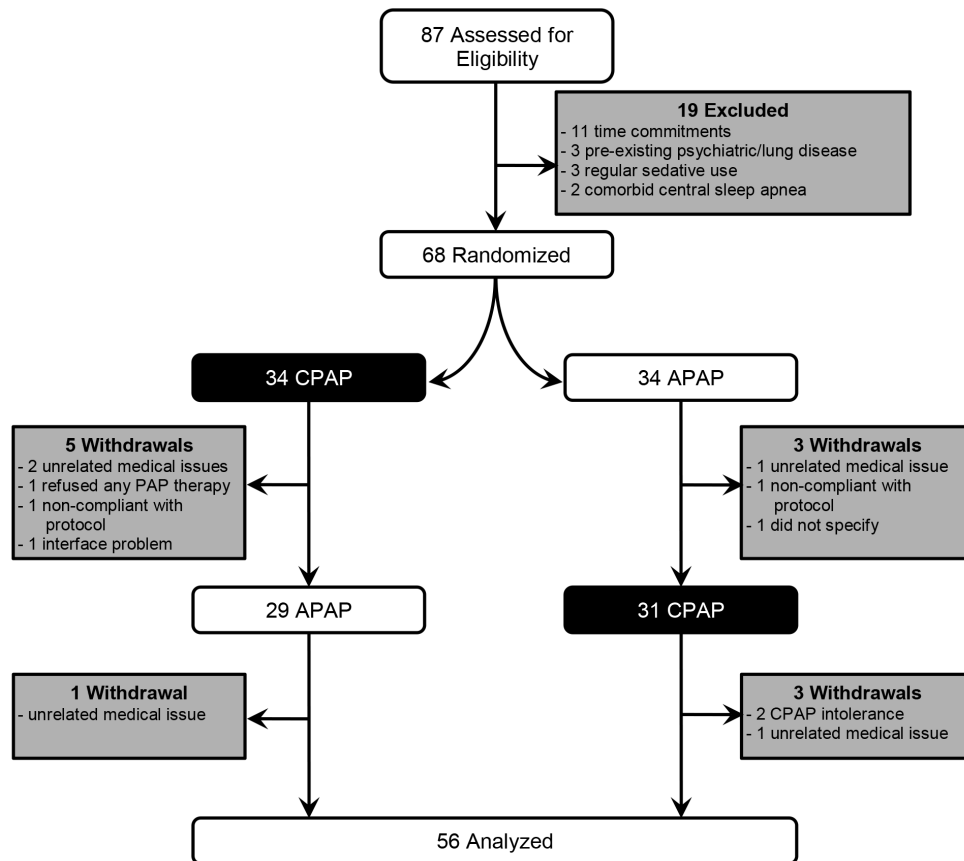 87 Assessed for
Eligibility
19 Excluded
- 11 time commitments
- 3 pre-existing psychiatric/lung disease
- 3 regular sedative use
- 2 comorbid central sleep apnea
68 Randomized
34 CPAP
34 APAP
5 Withdrawals
- 2 unrelated medical issues
- 1 refused any PAP therapy
- 1 non-compliant with
protocol
- 1 interface problem
3 Withdrawals
- 1 unrelated medical issue
- 1 non-compliant with
protocol
- 1 did not specify
29 APAP
31 CPAP
1 Withdrawal
- unrelated medical issue
3 Withdrawals
- 2 CPAP intolerance
- 1 unrelated medical issue
56 Analyzed